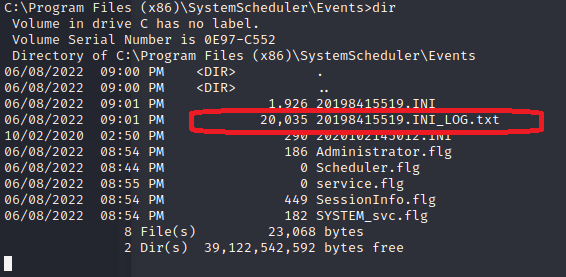 C:\Program Files (x86)\SystemScheduler\Events>dir
Volume in drive C has no label.
Volume Serial Number is 0E97-C552
Directory of C:\Program Files (x86)\SystemScheduler\Events
06/08/2022  09:00 PM    <DIR>          .
06/08/2022  09:00 PM    <DIR>          ..
06/08/2022  09:01 PM             1,926 20198415519.INI
06/08/2022  09:01 PM            20,035 20198415519.INI_LOG.txt
10/02/2020  02:50 PM               290 2020102145012.INI
06/08/2022  08:54 PM               186 Administrator.flg
06/08/2022  08:44 PM                 0 Scheduler.flg
06/08/2022  08:54 PM                 0 service.flg
06/08/2022  08:54 PM               449 SessionInfo.flg
06/08/2022  08:54 PM               182 SYSTEM_svc.flg
8 File(s)         23,068 bytes
2 Dir(s)  39,122,542,592 bytes free